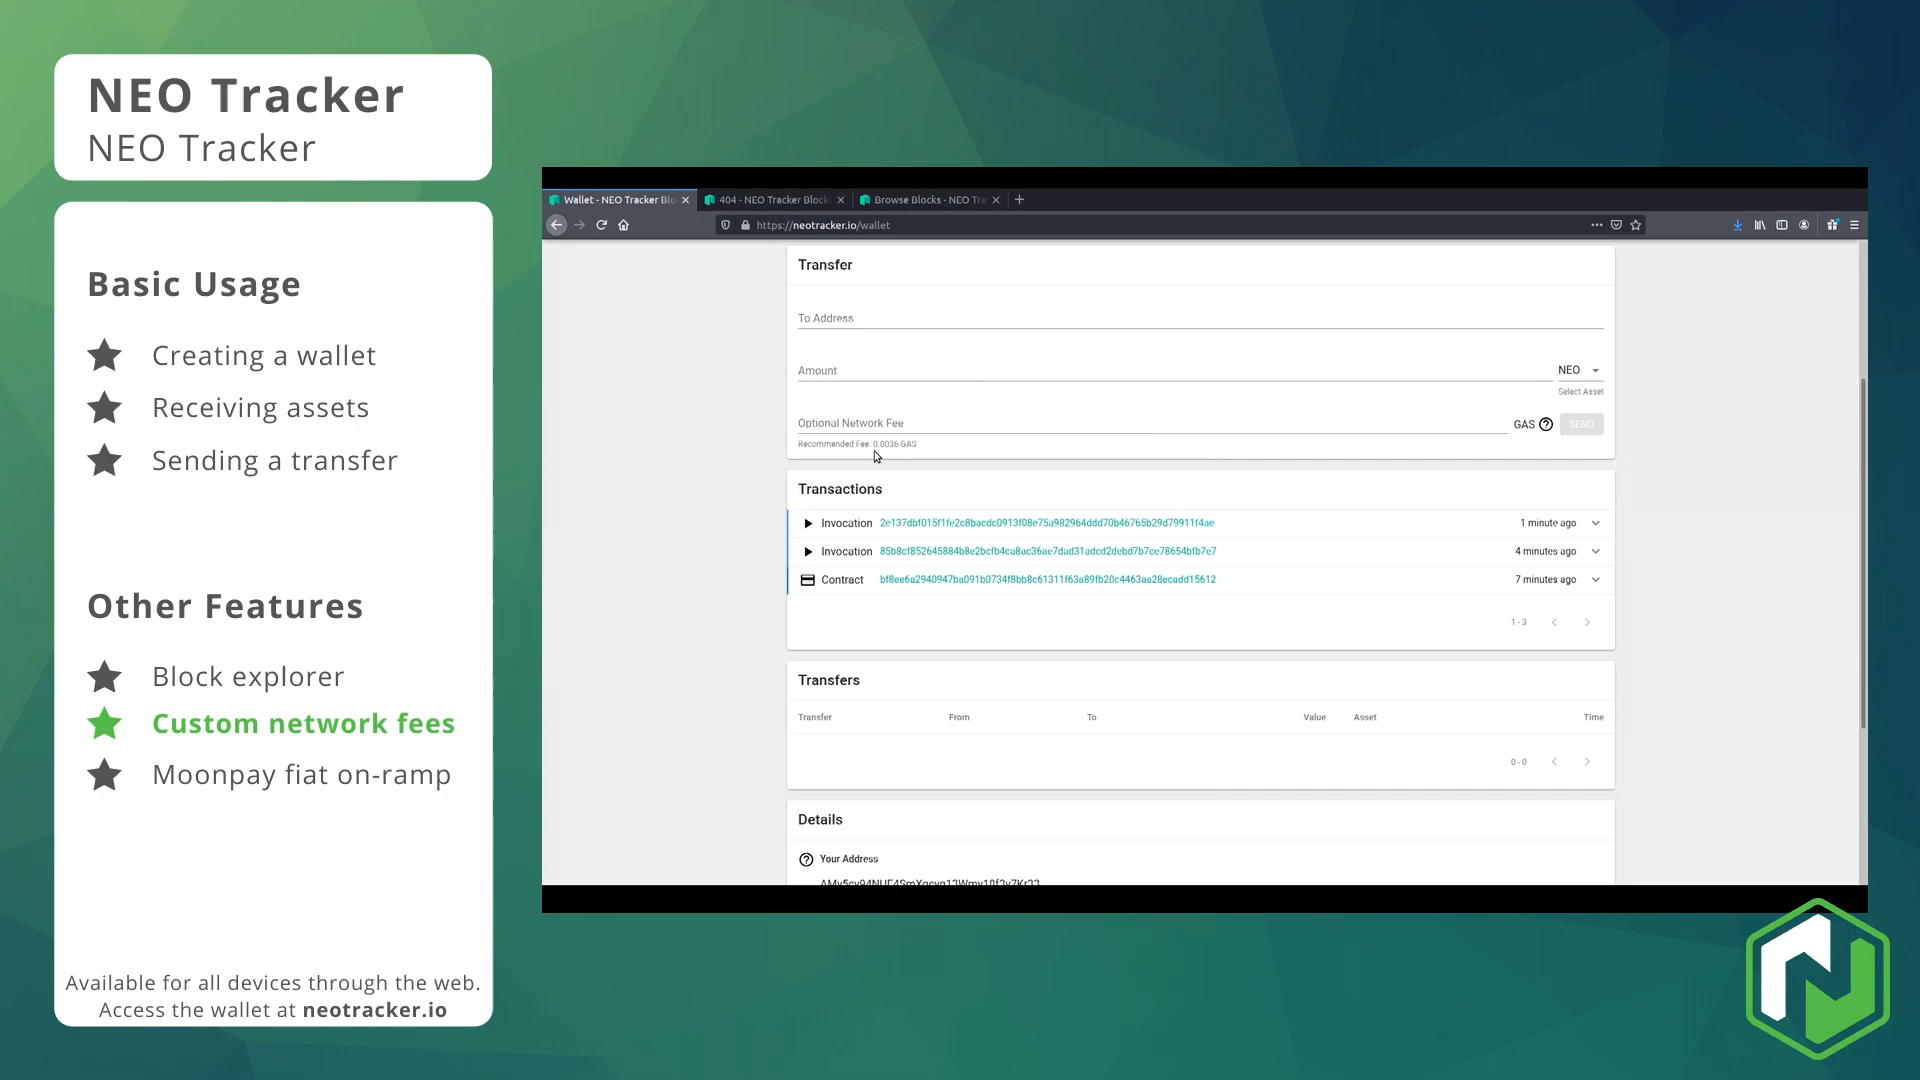 NEO Tracker
NEO Tracker
Basic Usage
Creating a wallet
Receiving assets
Sending a transfer
Other Features
Block explorer
Custom network fees
Moonpay fiat on-ramp
Available for all devices through the web.
Access the wallet at neotracker.io
Wallet - NEO Tracker Blo
404 - NEO Tracker Block
Browse Blocks - NEO Tra
https://neotracker.io/wallet
Transfer
To Address
Amount
NEO
Select Asset
Optional Network Fee
GAS
SEND
Recommended Fee: 0.0036 GAS
Transactions
Invocation 2e137dbf015f1fe2c8bacdc0913f08e75a982964ddd70b46765b29d79911f4ae 1 minute ago
Invocation 85b8cf852645884b8e2bcfb4ca8ac36ae7dad31adcd2debd7b7ce78654bfb7e7 4 minutes ago
Contract bf8ee6a2940947ba091b0734f8bb8c61311f63a89fb20c4463aa28ecadd15612 7 minutes ago
1 - 3
Transfers
Transfer From To Value Asset Time
0 - 0
Details
Your Address